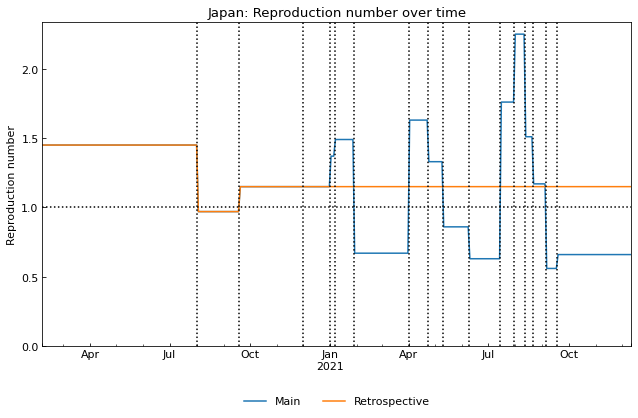 Japan: Reproduction number over time
Reproduction number
2.0
1.5
1.0
0.5
0.0
Apr Jul Oct Jan Apr Jul Oct
2021
Main Retrospective